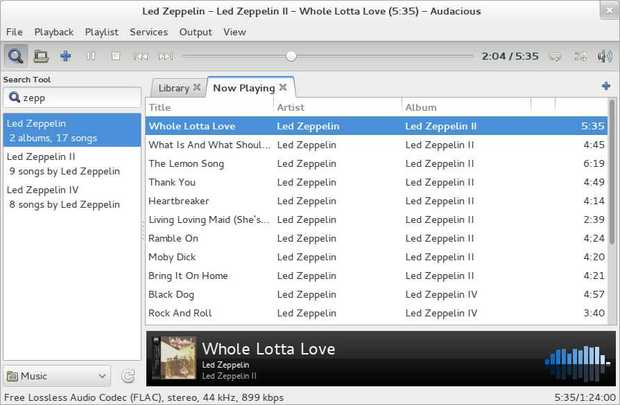 Led Zeppelin – Led Zeppelin II – Whole Lotta Love (5:35) – Audacious
File Playback Playlist Services Output View
2:04 / 5:35
Search Tool
zepp
Led Zeppelin
2 albums, 17 songs
Led Zeppelin II
9 songs by Led Zeppelin
Led Zeppelin IV
8 songs by Led Zeppelin
Music
Library Now Playing
Title Artist Album
Whole Lotta Love Led Zeppelin Led Zeppelin II 5:35
What Is And What Shoul... Led Zeppelin Led Zeppelin II 4:45
The Lemon Song Led Zeppelin Led Zeppelin II 6:19
Thank You Led Zeppelin Led Zeppelin II 4:49
Heartbreaker Led Zeppelin Led Zeppelin II 4:14
Living Loving Maid (She's... Led Zeppelin Led Zeppelin II 2:39
Ramble On Led Zeppelin Led Zeppelin II 4:24
Moby Dick Led Zeppelin Led Zeppelin II 4:20
Bring It On Home Led Zeppelin Led Zeppelin II 4:21
Black Dog Led Zeppelin Led Zeppelin IV 4:57
Rock And Roll Led Zeppelin Led Zeppelin IV 3:40
Whole Lotta Love
Led Zeppelin
Led Zeppelin II
Free Lossless Audio Codec (FLAC), stereo, 44 kHz, 899 kbps 5:35/1:24:00